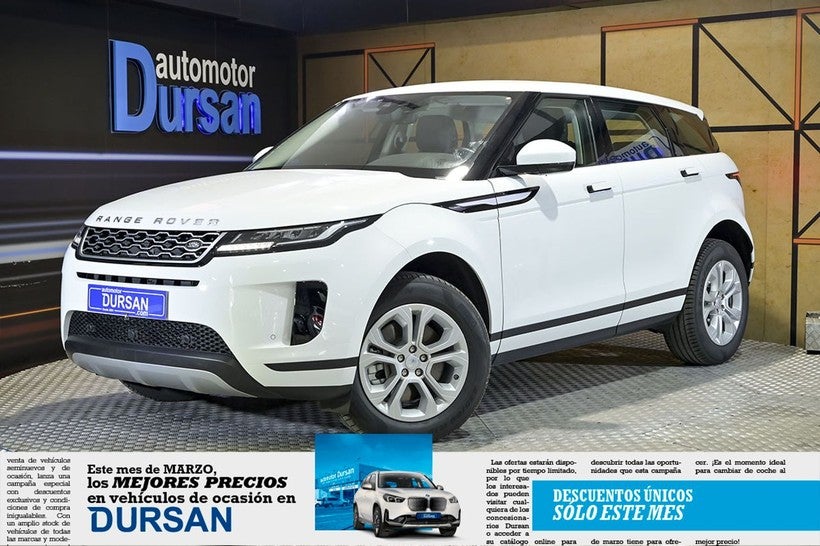 automotor
Dursan
RANGE ROVER
automotor
DURSAN
.com
venta de vehículos
seminuevos y de
ocasión, lanza una
campaña especial
con descuentos
exclusivos y condi-
ciones de compra
inigualables. Con
un amplio stock de
vehículos de todas
las marcas y mode-
Este mes de MARZO,
los MEJORES PRECIOS
en vehículos de ocasión en
DURSAN
automotor Dursan
Las ofertas estarán dispo-
nibles por tiempo limitado,
por lo que
los interesa-
dos pueden
visitar cual-
quiera de los
concesiona-
rios Dursan
o acceder a
su catálogo online para
descubrir todas las oportu-
nidades que esta campaña
cer. ¡Es el momento ideal
para cambiar de coche al
DESCUENTOS ÚNICOS
SÓLO ESTE MES
de marzo tiene para ofre-
mejor precio!